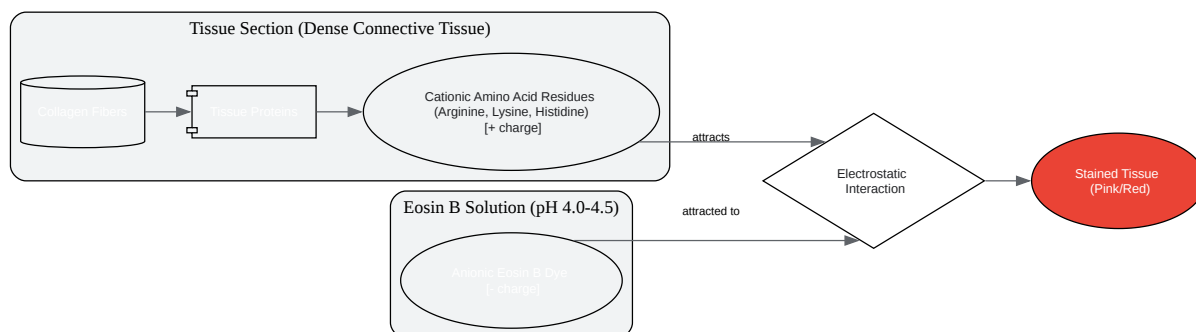 Tissue Section (Dense Connective Tissue)
Collagen Fibers
Tissue Proteins
Cationic Amino Acid Residues
(Arginine, Lysine, Histidine)
[+ charge]
attracts
Electrostatic
Interaction
Stained Tissue
(Pink/Red)
Eosin B Solution (pH 4.0-4.5)
attracted to
Anionic Eosin B Dye
[- charge]